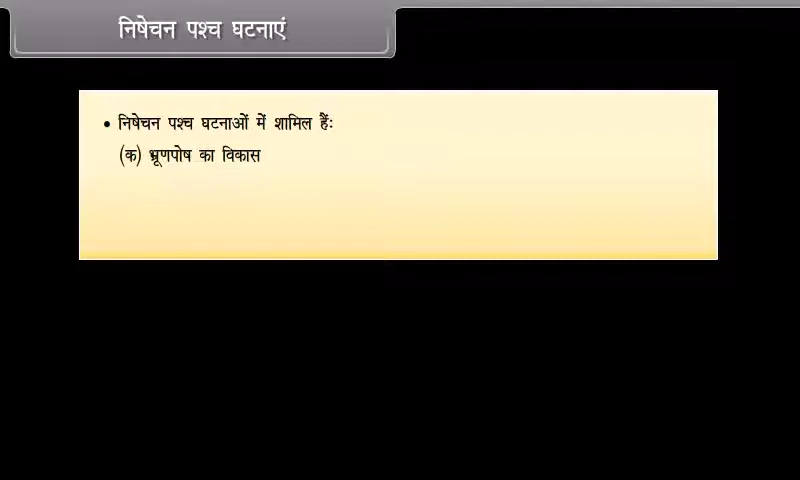 निषेचन पश्च घटनाएं
• निषेचन पश्च घटनाओं में शामिल हैं:
(क) भ्रूणपोष का विकास